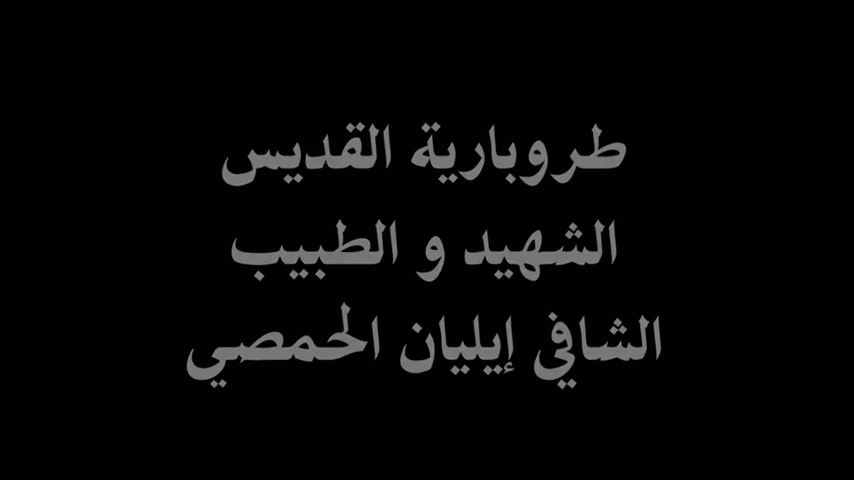 طروبارية القديس
الشهيد و الطبيب
الشافي إيليان الحمصي